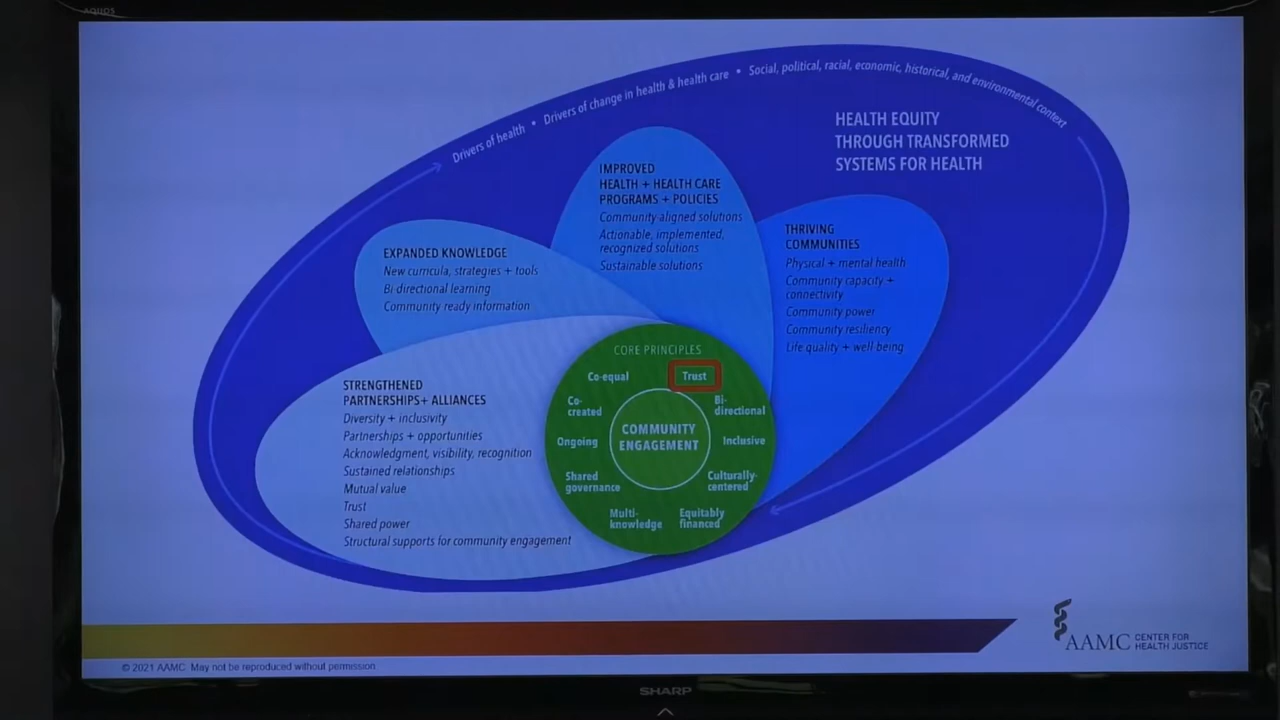 AQUOS
Drivers of health • Drivers of change in health & health care • Social, political, racial, economic, historical, and environmental context
HEALTH EQUITY
THROUGH TRANSFORMED
SYSTEMS FOR HEALTH
IMPROVED
HEALTH + HEALTH CARE
PROGRAMS + POLICIES
Community aligned solutions
Actionable, implemented,
recognized solutions
Sustainable solutions
THRIVING
COMMUNITIES
Physical + mental health
Community capacity +
connectivity
Community power
Community resiliency
Life quality + well being
EXPANDED KNOWLEDGE
New curricula, strategies + tools
Bi directional learning
Community ready information
STRENGTHENED
PARTNERSHIPS+ ALLIANCES
Diversity + inclusivity
Partnerships + opportunities
Acknowledgment, visibility, recognition
Sustained relationships
Mutual value
Trust
Shared power
Structural supports for community engagement
CORE PRINCIPLES
Co-equal
Trust
Co-
created
Bi-
directional
Ongoing
COMMUNITY
ENGAGEMENT
Inclusive
Shared
governance
Culturally-
centered
Multi-
knowledge
Equitably
financed
AAMC CENTER FOR
HEALTH JUSTICE
© 2021 AAMC. May not be reproduced without permission.
SHARP